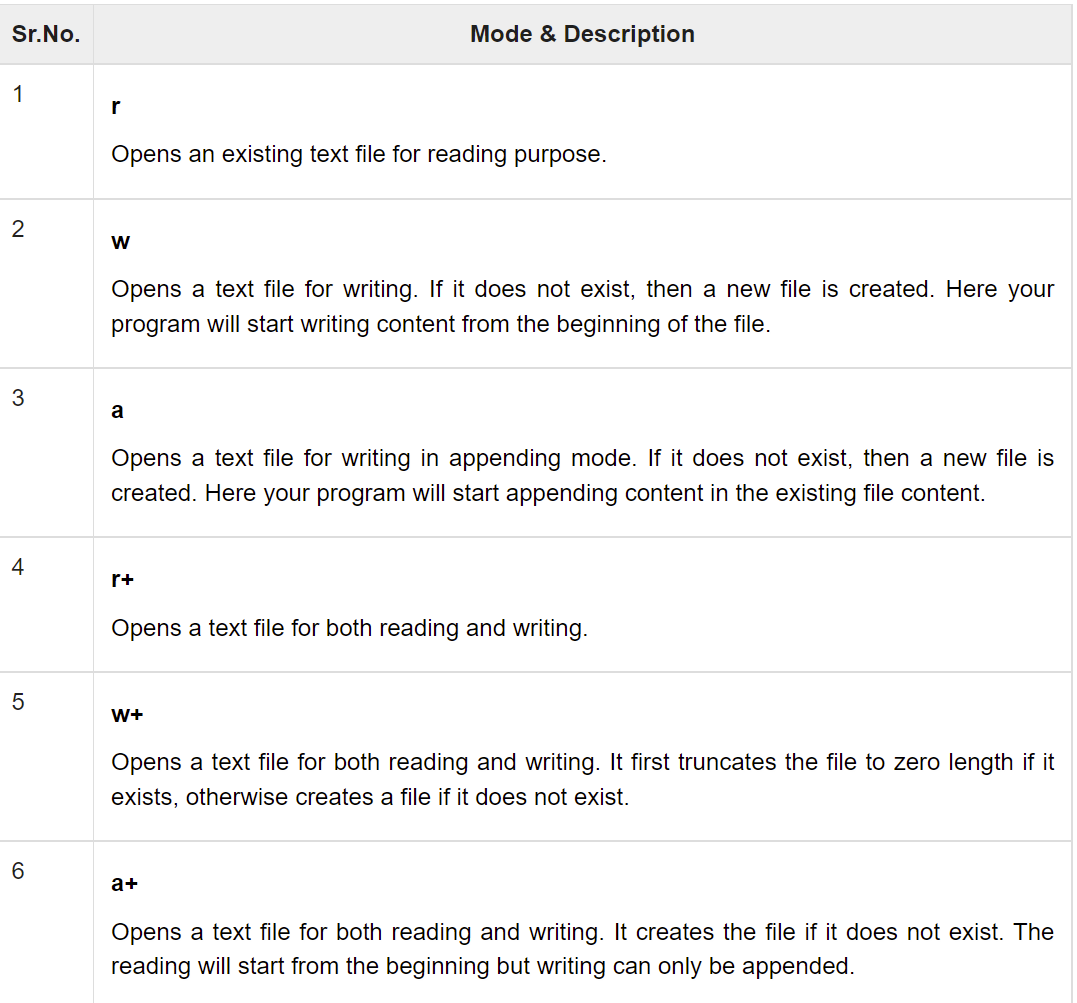 Sr.No. Mode & Description
1
r
Opens an existing text file for reading purpose.
2
w
Opens a text file for writing. If it does not exist, then a new file is created. Here your
program will start writing content from the beginning of the file.
3
a
Opens a text file for writing in appending mode. If it does not exist, then a new file is
created. Here your program will start appending content in the existing file content.
4
r+
Opens a text file for both reading and writing.
5
w+
Opens a text file for both reading and writing. It first truncates the file to zero length if it
exists, otherwise creates a file if it does not exist.
6
a+
Opens a text file for both reading and writing. It creates the file if it does not exist. The
reading will start from the beginning but writing can only be appended.